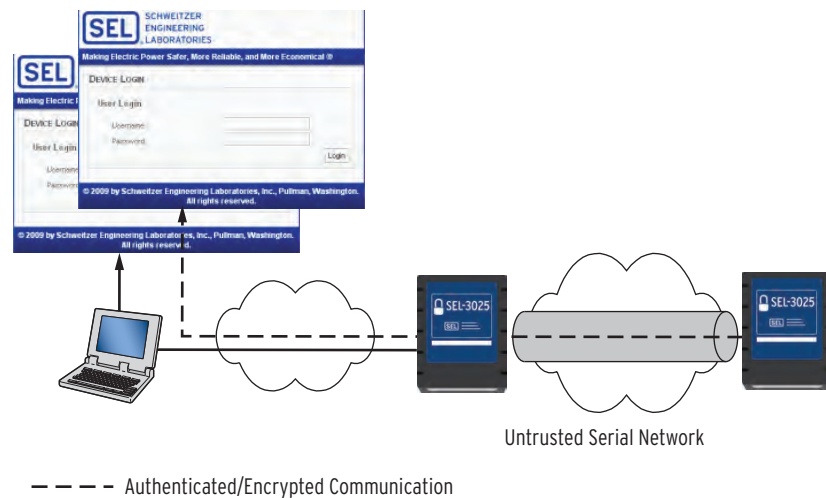 SEL SCHWEITZER
ENGINEERING
LABORATORIES
Making Electric Power Safer, More Reliable, and More Economical ®
DEVICE LOGIN
User Login
Username
Password
Login
© 2009 by Schweitzer Engineering Laboratories, Inc., Pullman, Washington.
All rights reserved.
SEL
Making Electric
DEVICE LOGIN
User Login
Username
Password
© 2009 by Schweitzer Engineering Laboratories, Inc., Pullman, Washington.
All rights reserved.
SEL-3025
SEL
SEL-3025
SEL
Untrusted Serial Network
Authenticated/Encrypted Communication